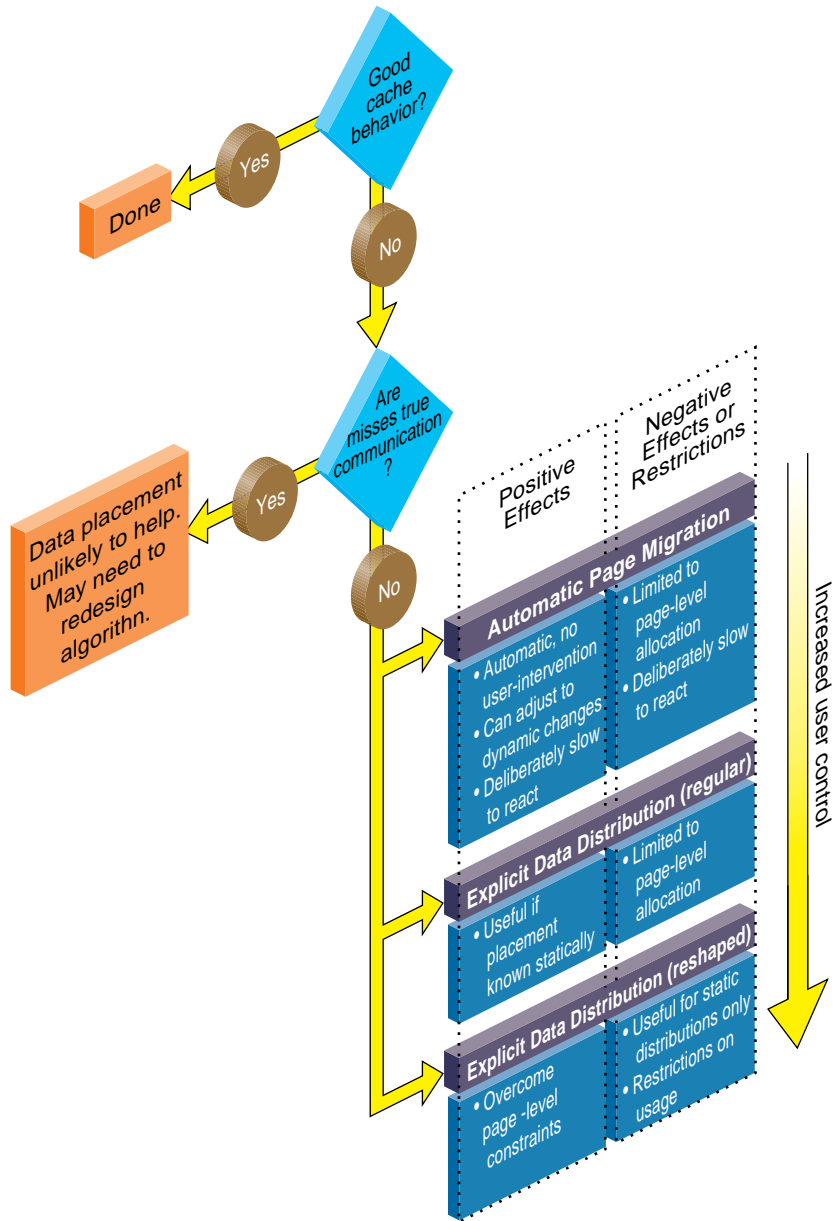 Good
cache
behavior?
Yes
Done
No
Are
misses true
communication
?
Yes
Data placement
unlikely to help.
May need to
redesign
algorithn.
No
Positive
Effects
Negative
Effects or
Restrictions
Automatic Page Migration
• Automatic, no
user-intervention
• Can adjust to
dynamic changes
• Deliberately slow
to react
• Limited to
page-level
allocation
• Deliberately slow
to react
Explicit Data Distribution (regular)
• Useful if
placement
known statically
• Limited to
page-level
allocation
Explicit Data Distribution (reshaped)
• Overcome
page -level
constraints
• Useful for static
distributions only
• Restrictions on
usage
Increased user control